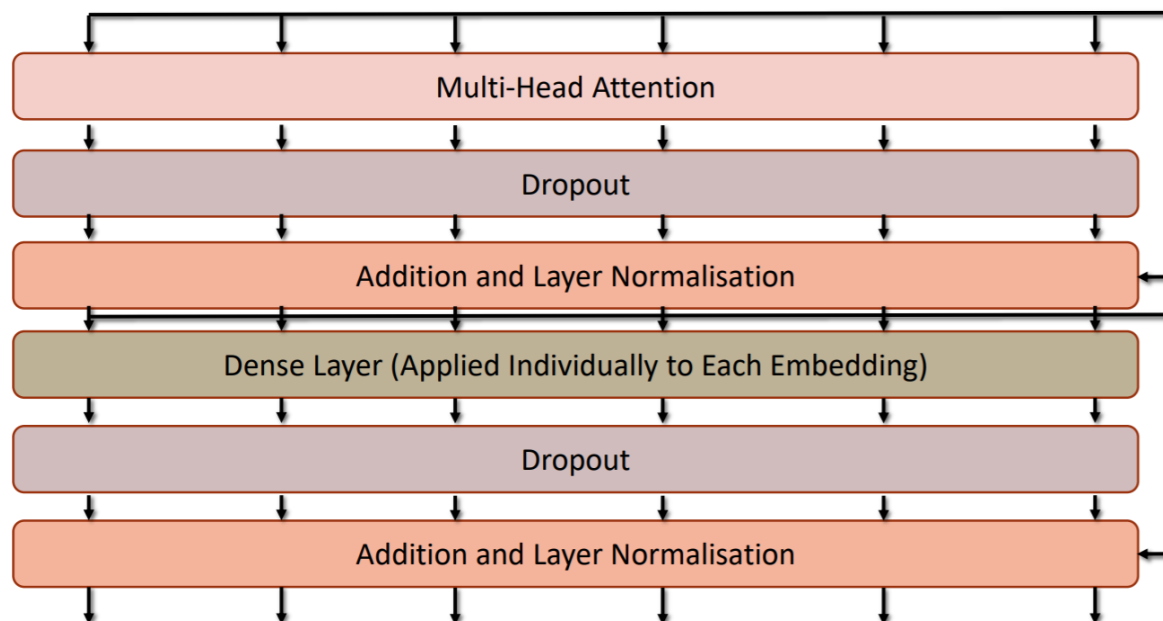 Multi-Head Attention
Dropout
Addition and Layer Normalisation
Dense Layer (Applied Individually to Each Embedding)
Dropout
Addition and Layer Normalisation